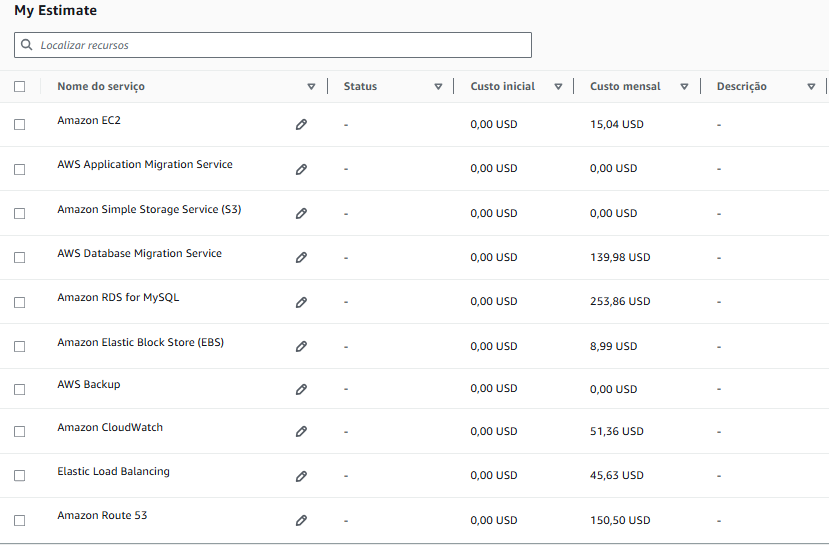 My Estimate
Localizar recursos
Nome do serviço Status Custo inicial Custo mensal Descrição
Amazon EC2 - 0,00 USD 15,04 USD -
AWS Application Migration Service - 0,00 USD 0,00 USD -
Amazon Simple Storage Service (S3) - 0,00 USD 0,00 USD -
AWS Database Migration Service - 0,00 USD 139,98 USD -
Amazon RDS for MySQL - 0,00 USD 253,86 USD -
Amazon Elastic Block Store (EBS) - 0,00 USD 8,99 USD -
AWS Backup - 0,00 USD 0,00 USD -
Amazon CloudWatch - 0,00 USD 51,36 USD -
Elastic Load Balancing - 0,00 USD 45,63 USD -
Amazon Route 53 - 0,00 USD 150,50 USD -